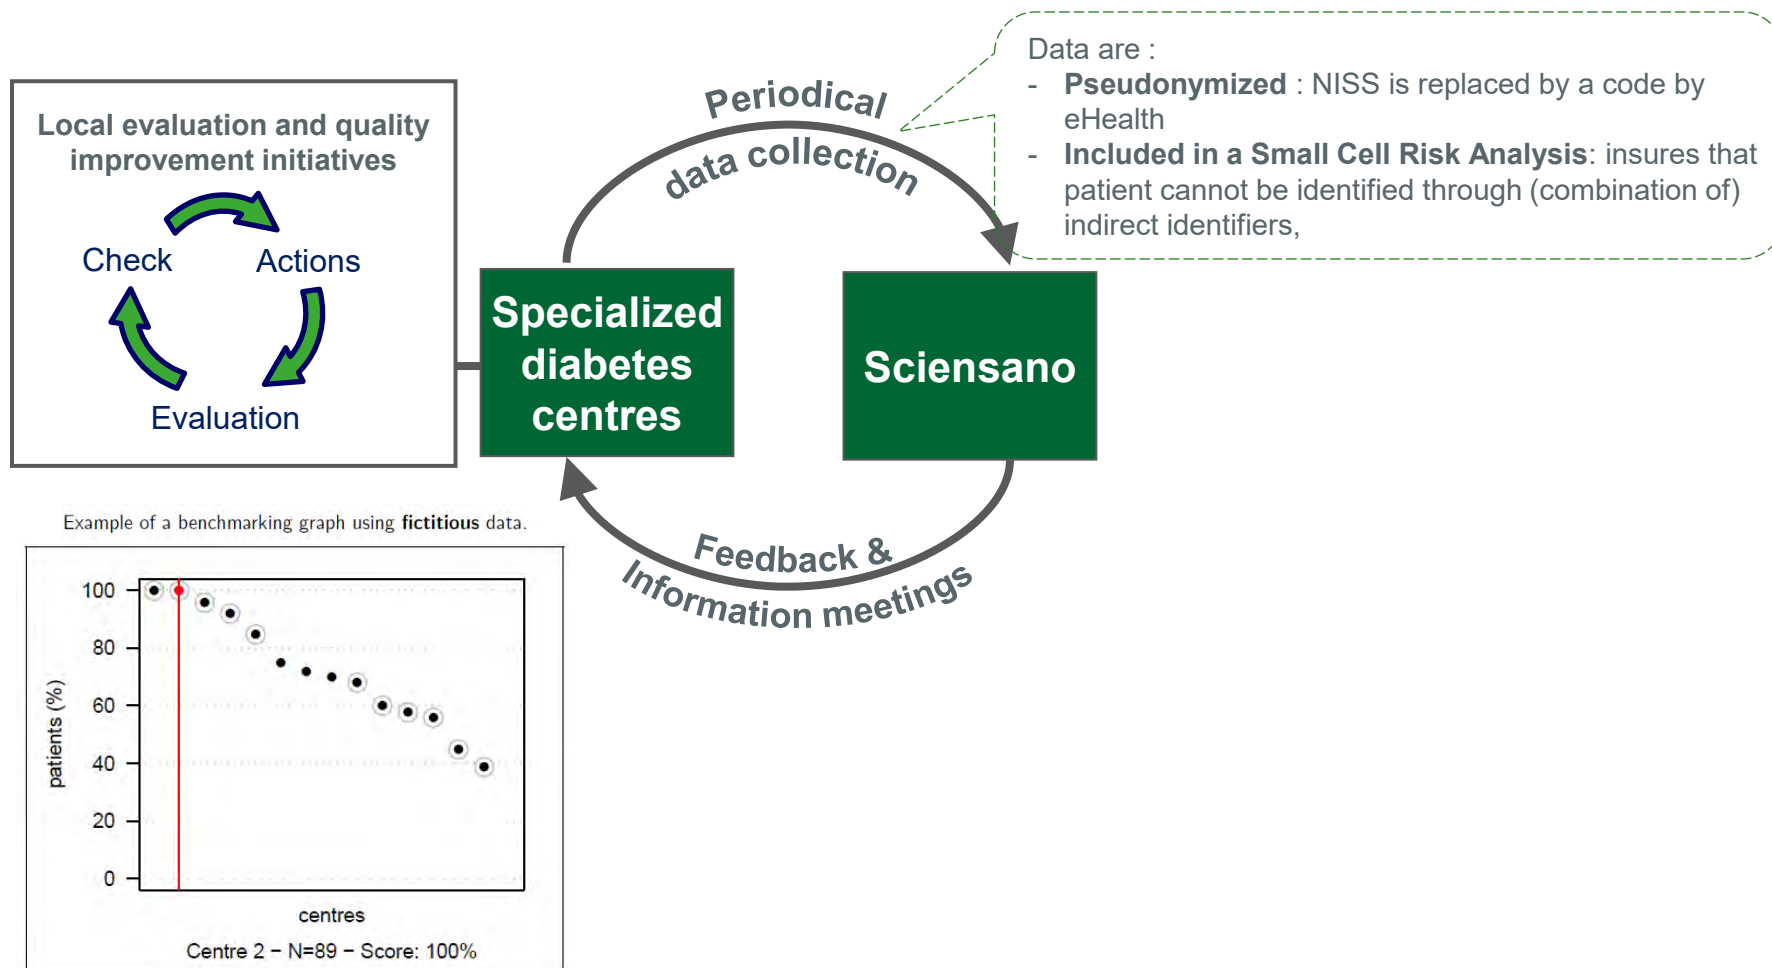 Local evaluation and quality
improvement initiatives
Check
Actions
Evaluation
Periodical
data collection
Data are :
- Pseudonymized : NISS is replaced by a code by
eHealth
- Included in a Small Cell Risk Analysis: insures that
patient cannot be identified through (combination of)
indirect identifiers,
Specialized
diabetes
centres
Sciensano
Feedback &
Information meetings
Example of a benchmarking graph using fictitious data.
100
80
60
40
20
0
patients (%)
centres
Centre 2 − N=89 − Score: 100%